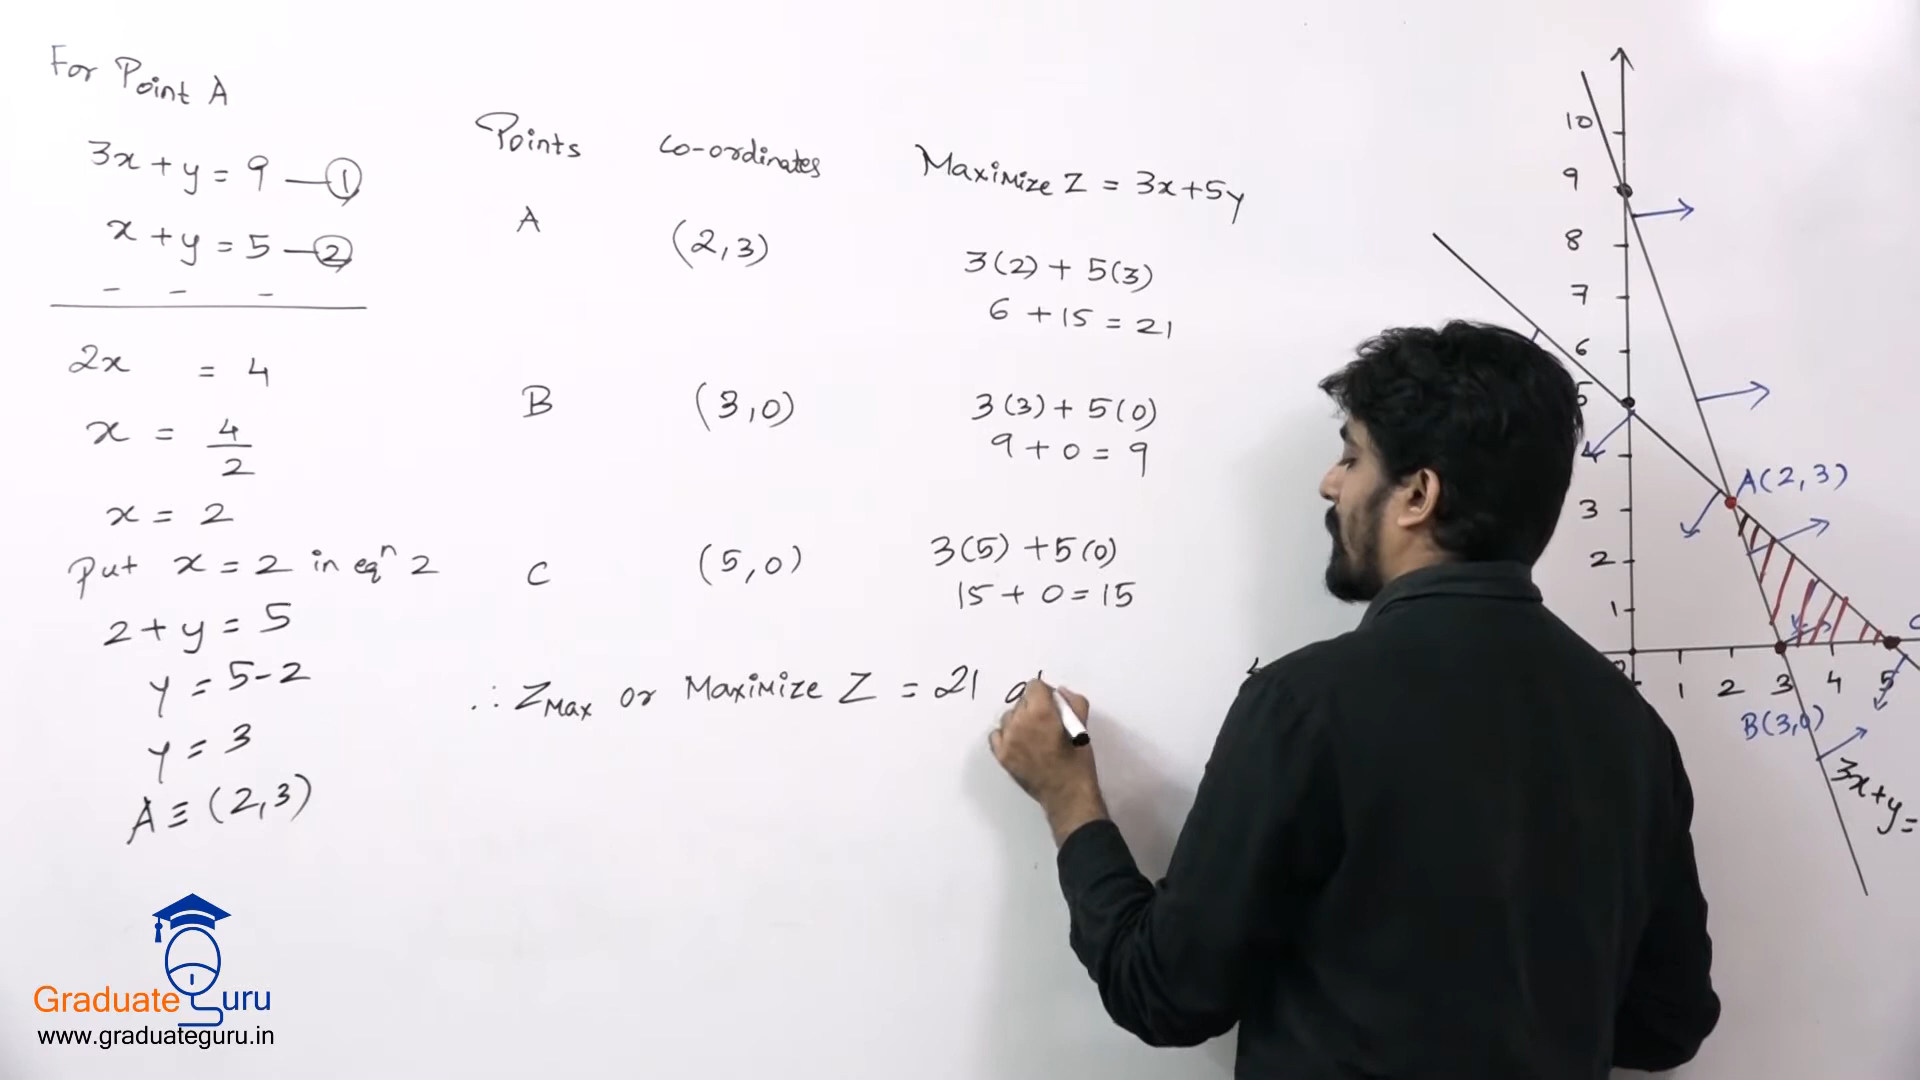 For Point A
3x + y = 9 — 1
x + y = 5 — 2
- - -
2x = 4
x = 4/2
x = 2
Put x = 2 in eqⁿ 2
2 + y = 5
y = 5 - 2
y = 3
A ≡ (2,3)
Points Co-ordinates Maximize Z = 3x+5y
A (2,3) 3(2) + 5(3)
6 + 15 = 21
B (3,0) 3(3) + 5(0)
9 + 0 = 9
C (5,0) 3(5) + 5(0)
15 + 0 = 15
∴ ZMax or Maximize Z = 21
10
9
8
7
6
5
4
3
2
1
A(2,3)
C
1 2 3 4 5
B(3,0)
3x+y=
Graduate Guru
www.graduateguru.in